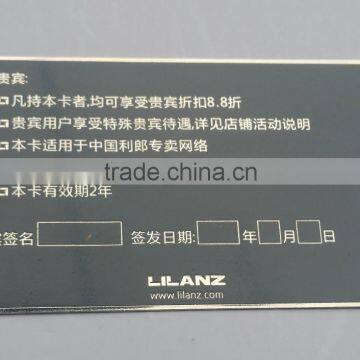 贵宾:
凡持本卡者,均可享受贵宾折扣8.8折
贵宾用户享受特殊贵宾待遇,详见店铺活动说明
本卡适用于中国利郎专卖网络
trade.china.cn
本卡有效期2年
宾签名 签发日期: 年 月 日
LILANZ
www.lilanz.com